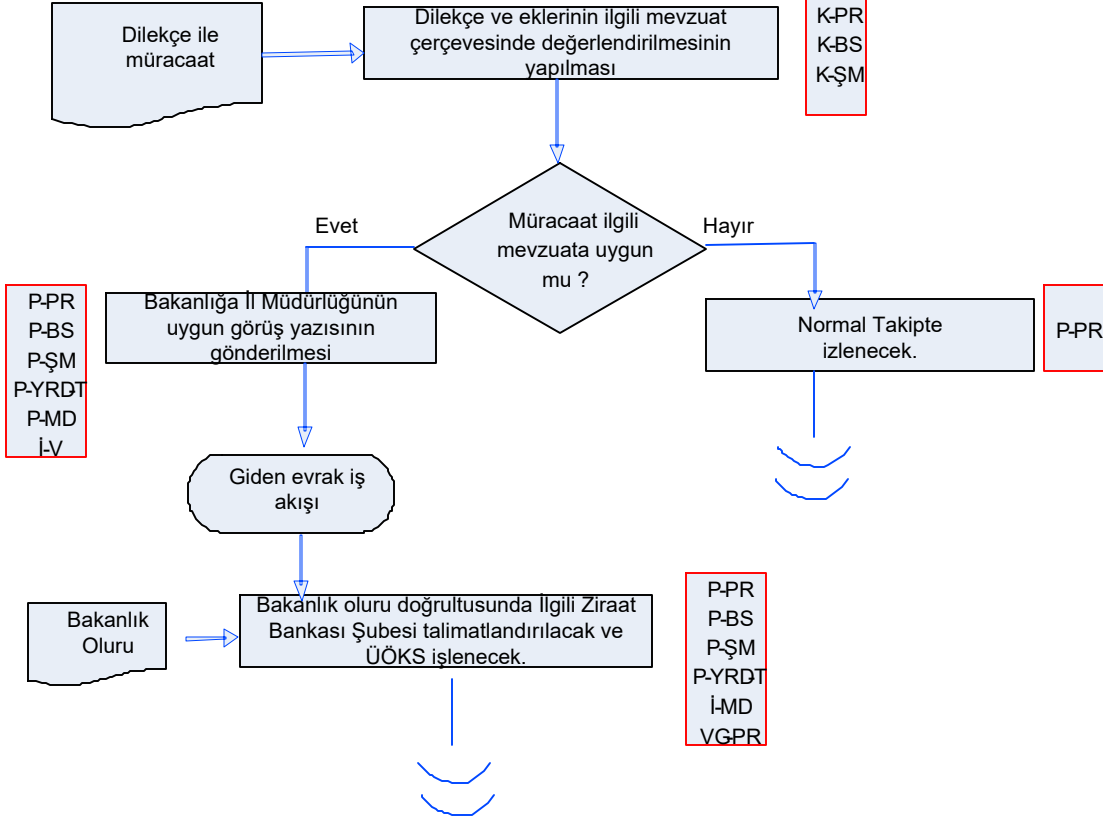 Dilekçe ile
müracaat
Dilekçe ve eklerinin ilgili mevzuat
çerçevesinde değerlendirilmesinin
yapılması
K-PR
K-BS
K-ŞM
Müracaat ilgili
mevzuata uygun
mu ?
Evet
Hayır
P-PR
P-BS
P-ŞM
P-YRD-T
P-MD
İ-V
Bakanlığa İl Müdürlüğünün
uygun görüş yazısının
gönderilmesi
Normal Takipte
izlenecek.
P-PR
Giden evrak iş
akışı
Bakanlık
Oluru
Bakanlık oluru doğrultusunda İlgili Ziraat
Bankası Şubesi talimatlandırılacak ve
ÜÖKS işlenecek.
P-PR
P-BS
P-ŞM
P-YRD-T
İ-MD
VG-PR